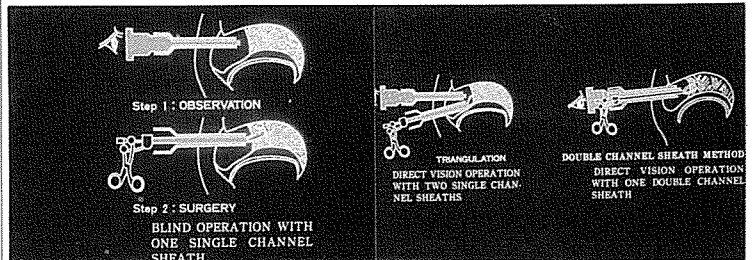 Step 1 : OBSERVATION
Step 2 : SURGERY
BLIND OPERATION WITH
ONE SINGLE CHANNEL
SHEATH
TRIANGULATION
DIRECT VISION OPERATION
WITH TWO SINGLE CHAN-
NEL SHEATHS
DOUBLE CHANNEL SHEATH METHOD
DIRECT VISION OPERATION
WITH ONE DOUBLE CHANNEL
SHEATH